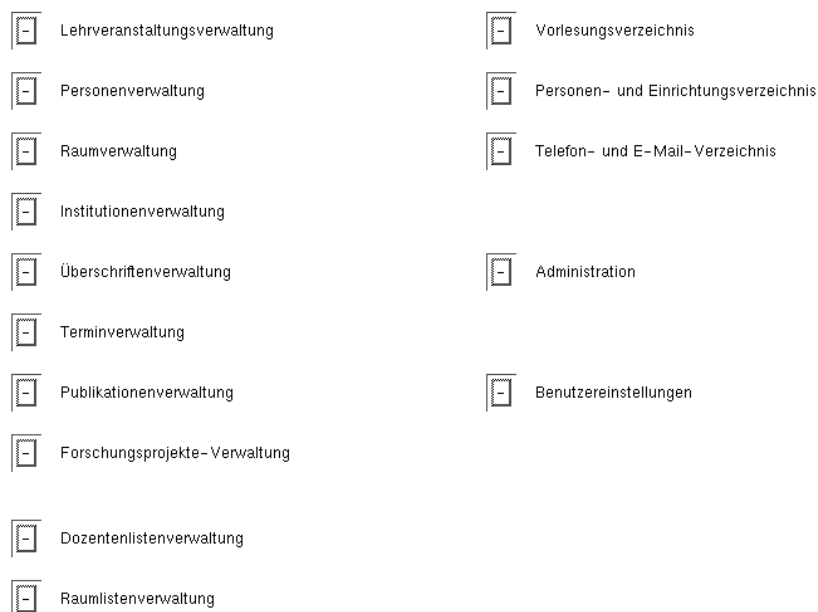 Lehrveranstaltungsverwaltung
Vorlesungsverzeichnis
Personenverwaltung
Personen- und Einrichtungsverzeichnis
Raumverwaltung
Telefon- und E-Mail-Verzeichnis
Institutionenverwaltung
Überschriftenverwaltung
Administration
Terminverwaltung
Publikationenverwaltung
Benutzereinstellungen
Forschungsprojekte-Verwaltung
Dozentenlistenverwaltung
Raumlistenverwaltung